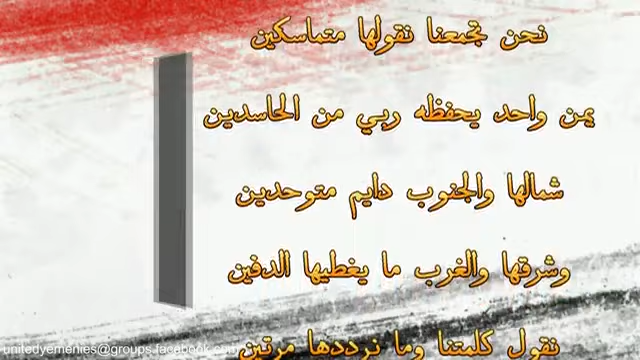 نحن تجمعنا نقولها متماسكين
يمن واحد يحفظه ربي من الحاسدين
شمالها والجنوب دايم متوحدين
وشرقها والغرب ما يغطيها الدفين
نقول كلمتنا وما نرددها مرتين
unitedyemenies@groups.facebook.com